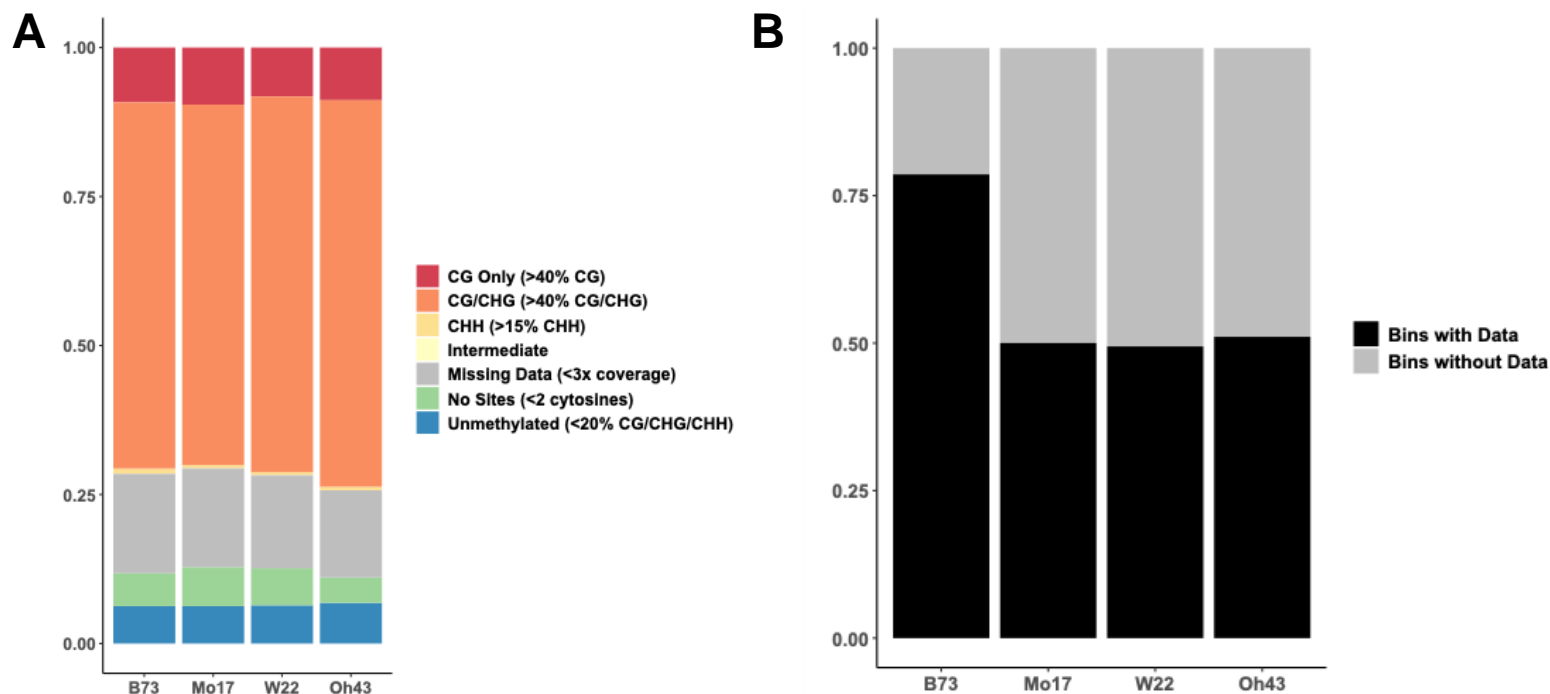 A
1.00
0.75
0.50
0.25
0.00
B73 Mo17 W22 Oh43
CG Only (>40% CG)
CG/CHG (>40% CG/CHG)
CHH (>15% CHH)
Intermediate
Missing Data (<3x coverage)
No Sites (<2 cytosines)
Unmethylated (<20% CG/CHG/CHH)
B
1.00
0.75
0.50
0.25
0.00
B73 Mo17 W22 Oh43
Bins with Data
Bins without Data